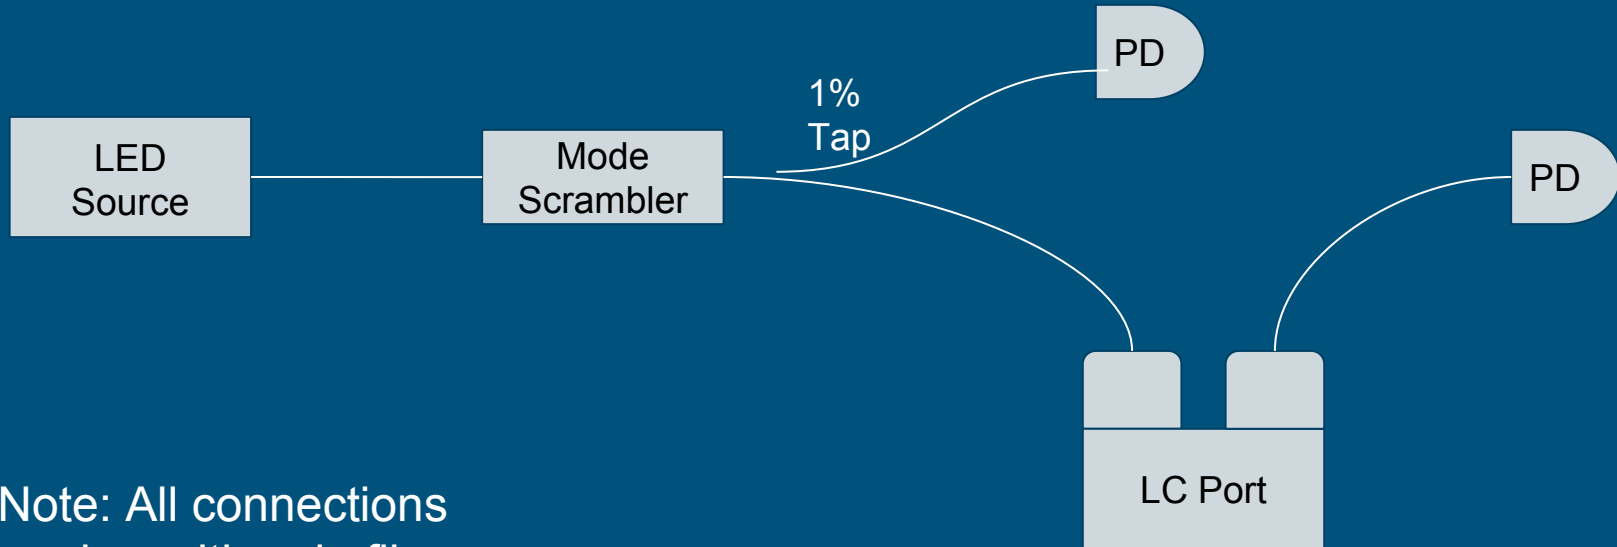 PD
1%
Tap
LED
Source
Mode
Scrambler
PD
LC Port
Note: All connections